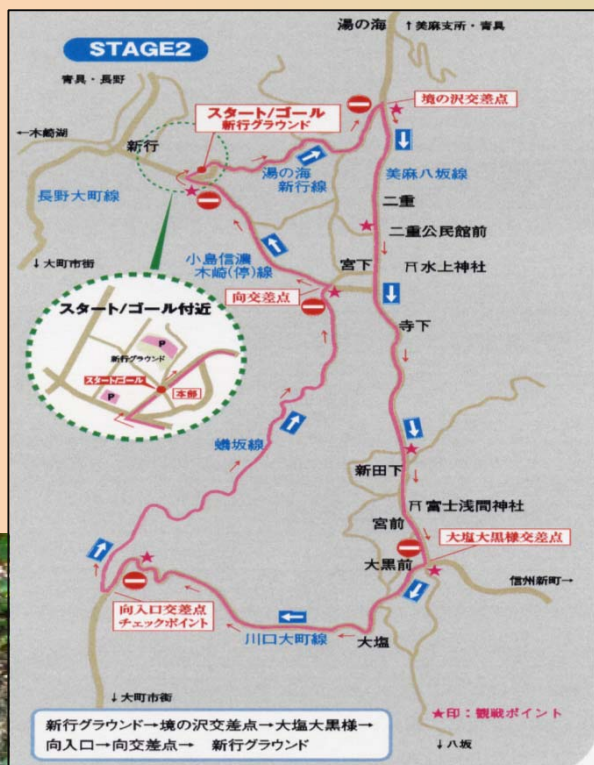 STAGE2
湯の海
↑美麻支所・青具
青具・長野
←木崎湖
新行
スタート/ゴール
新行グラウンド
境の沢交差点
湯の海
新行線
美麻八坂線
長野大町線
二重
二重公民館前
小島信濃
木崎(停)線
宮下
水上神社
↓大町市街
向交差点
寺下
スタート/ゴール付近
P
新行グラウンド
スタート/ゴール
本部
P
新田下
富士浅間神社
宮前
大塩大黒様交差点
大黒前
信州新町→
向入口交差点
チェックポイント
川口大町線
大塩
↓大町市街
★印：観戦ポイント
新行グラウンド→境の沢交差点→大塩大黒様→
向入口→向交差点→ 新行グラウンド
↓八坂